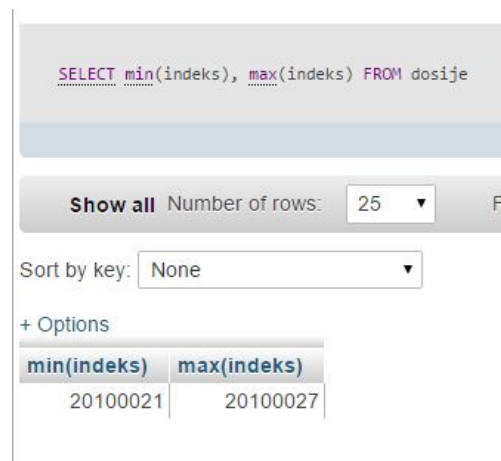 SELECT min(indeks), max(indeks) FROM dosije
Show all Number of rows: 25
Sort by key: None
+ Options
min(indeks) max(indeks)
20100021 20100027